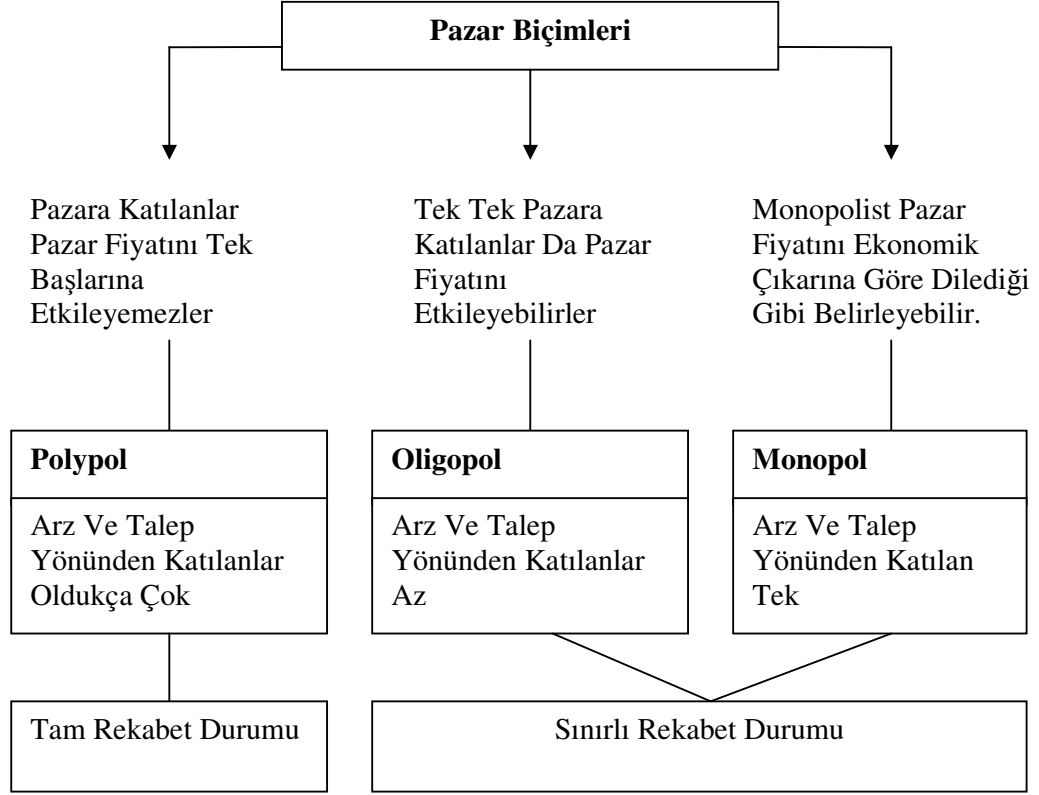 Pazar Biçimleri
Pazara Katılanlar
Pazar Fiyatını Tek
Başlarına
Etkileyemezler
Tek Tek Pazara
Katılanlar Da Pazar
Fiyatını
Etkileyebilirler
Monopolist Pazar
Fiyatını Ekonomik
Çıkarına Göre Dilediği
Gibi Belirleyebilir.
Polypol
Arz Ve Talep
Yönünden Katılanlar
Oldukça Çok
Oligopol
Arz Ve Talep
Yönünden Katılanlar
Az
Monopol
Arz Ve Talep
Yönünden Katılan
Tek
Tam Rekabet Durumu
Sınırlı Rekabet Durumu